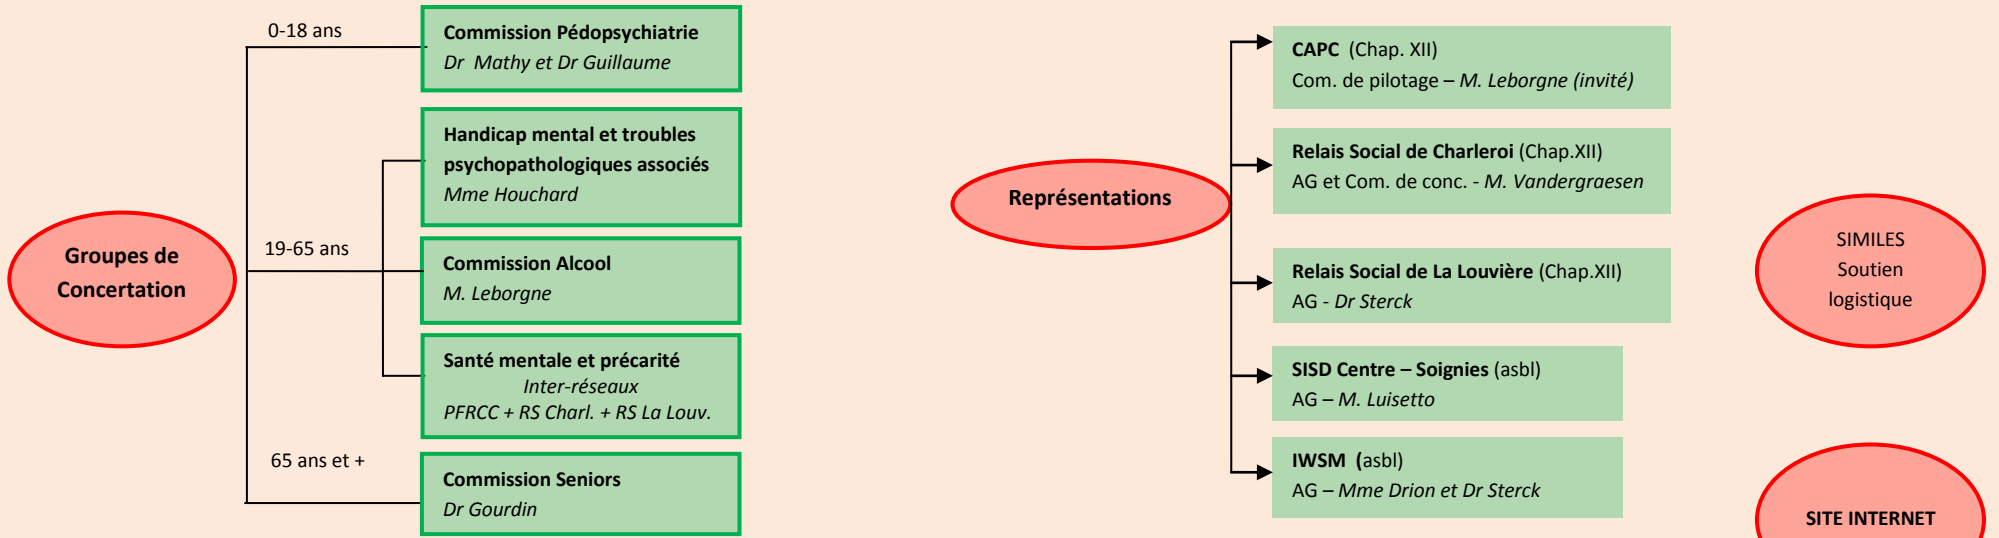 Groupes de
Concertation
0-18 ans
Commission Pédopsychiatrie
Dr Mathy et Dr Guillaume
19-65 ans
Handicap mental et troubles
psychopathologiques associés
Mme Houchard
Commission Alcool
M. Leborgne
Santé mentale et précarité
Inter-réseaux
PFRCC + RS Charl. + RS La Louv.
65 ans et +
Commission Seniors
Dr Gourdin
Représentations
CAPC (Chap. XII)
Com. de pilotage – M. Leborgne (invité)
Relais Social de Charleroi (Chap.XII)
AG et Com. de conc. - M. Vandergraesen
Relais Social de La Louvière (Chap.XII)
AG - Dr Sterck
SISD Centre – Soignies (asbl)
AG – M. Luisetto
IWSM (asbl)
AG – Mme Drion et Dr Sterck
SIMILES
Soutien
logistique
SITE INTERNET